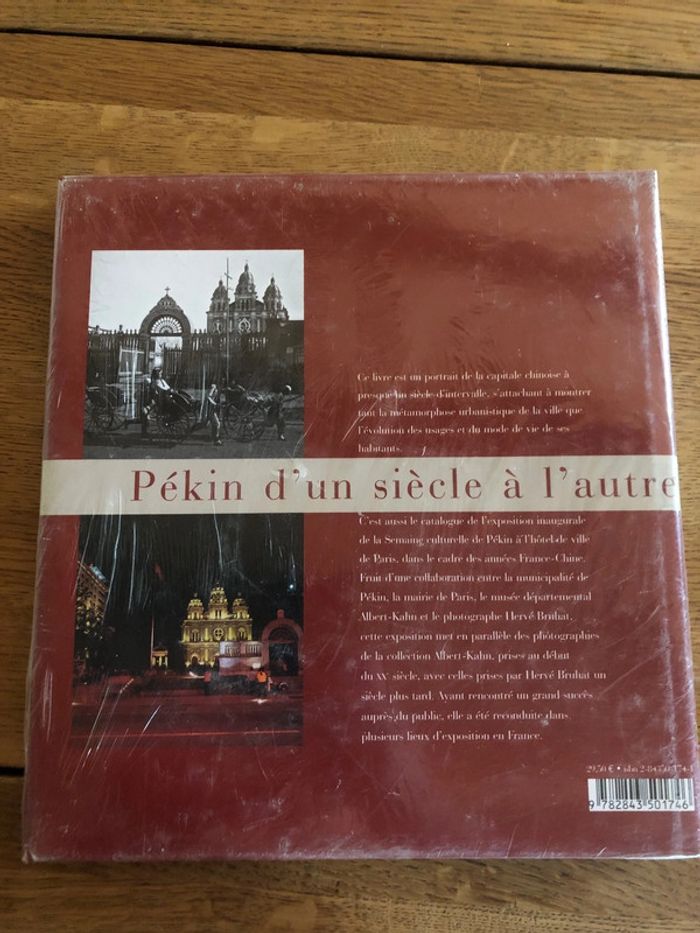 Ce livre est un portrait de la capitale chinoise à
presque un siècle d'intervalle, s'attachant à montrer
tant la métamorphose urbanistique de la ville que
l'évolution des usages et du mode de vie de ses
habitants.
Pékin d'un siècle à l'autre
C'est aussi le catalogue de l'exposition inaugurale
de la Semaine culturelle de Pékin à l'hôtel de ville
de Paris, dans le cadre des années France-Chine.
Fruit d'une collaboration entre la municipalité de
Pékin, la mairie de Paris, le musée départemental
Albert-Kahn et le photographe Hervé Bruhat,
cette exposition met en parallèle des photographies
de la collection Albert-Kahn, prises au début
du XXe siècle, avec celles prises par Hervé Bruhat un
siècle plus tard. Ayant rencontré un grand succès
auprès du public, elle a été reconduite dans
plusieurs lieux d'exposition en France.
29,50 € • isbn 2-84350-174-1
9 782843 501746